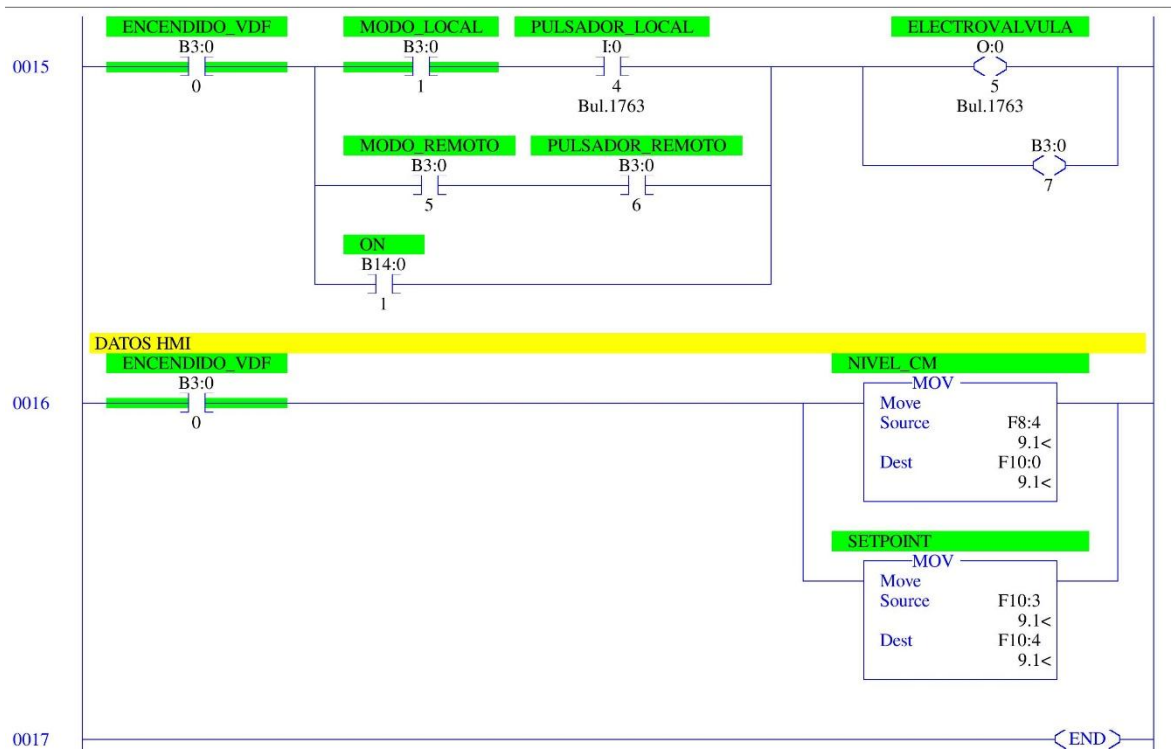 ENCENDIDO_VDF MODO_LOCAL PULSADOR_LOCAL ELECTROVALVULA
B3:0 B3:0 I:0 O:0
0015
0 1 4 5
Bul.1763 Bul.1763
MODO_REMOTO PULSADOR_REMOTO
B3:0 B3:0 B3:0
5 6 7
ON
B14:0
1
DATOS HMI
ENCENDIDO_VDF NIVEL_CM
B3:0 MOV
0016 Move
0 Source F8:4
9.1<
Dest F10:0
9.1<
SETPOINT
MOV
Move
Source F10:3
9.1<
Dest F10:4
9.1<
0017 END